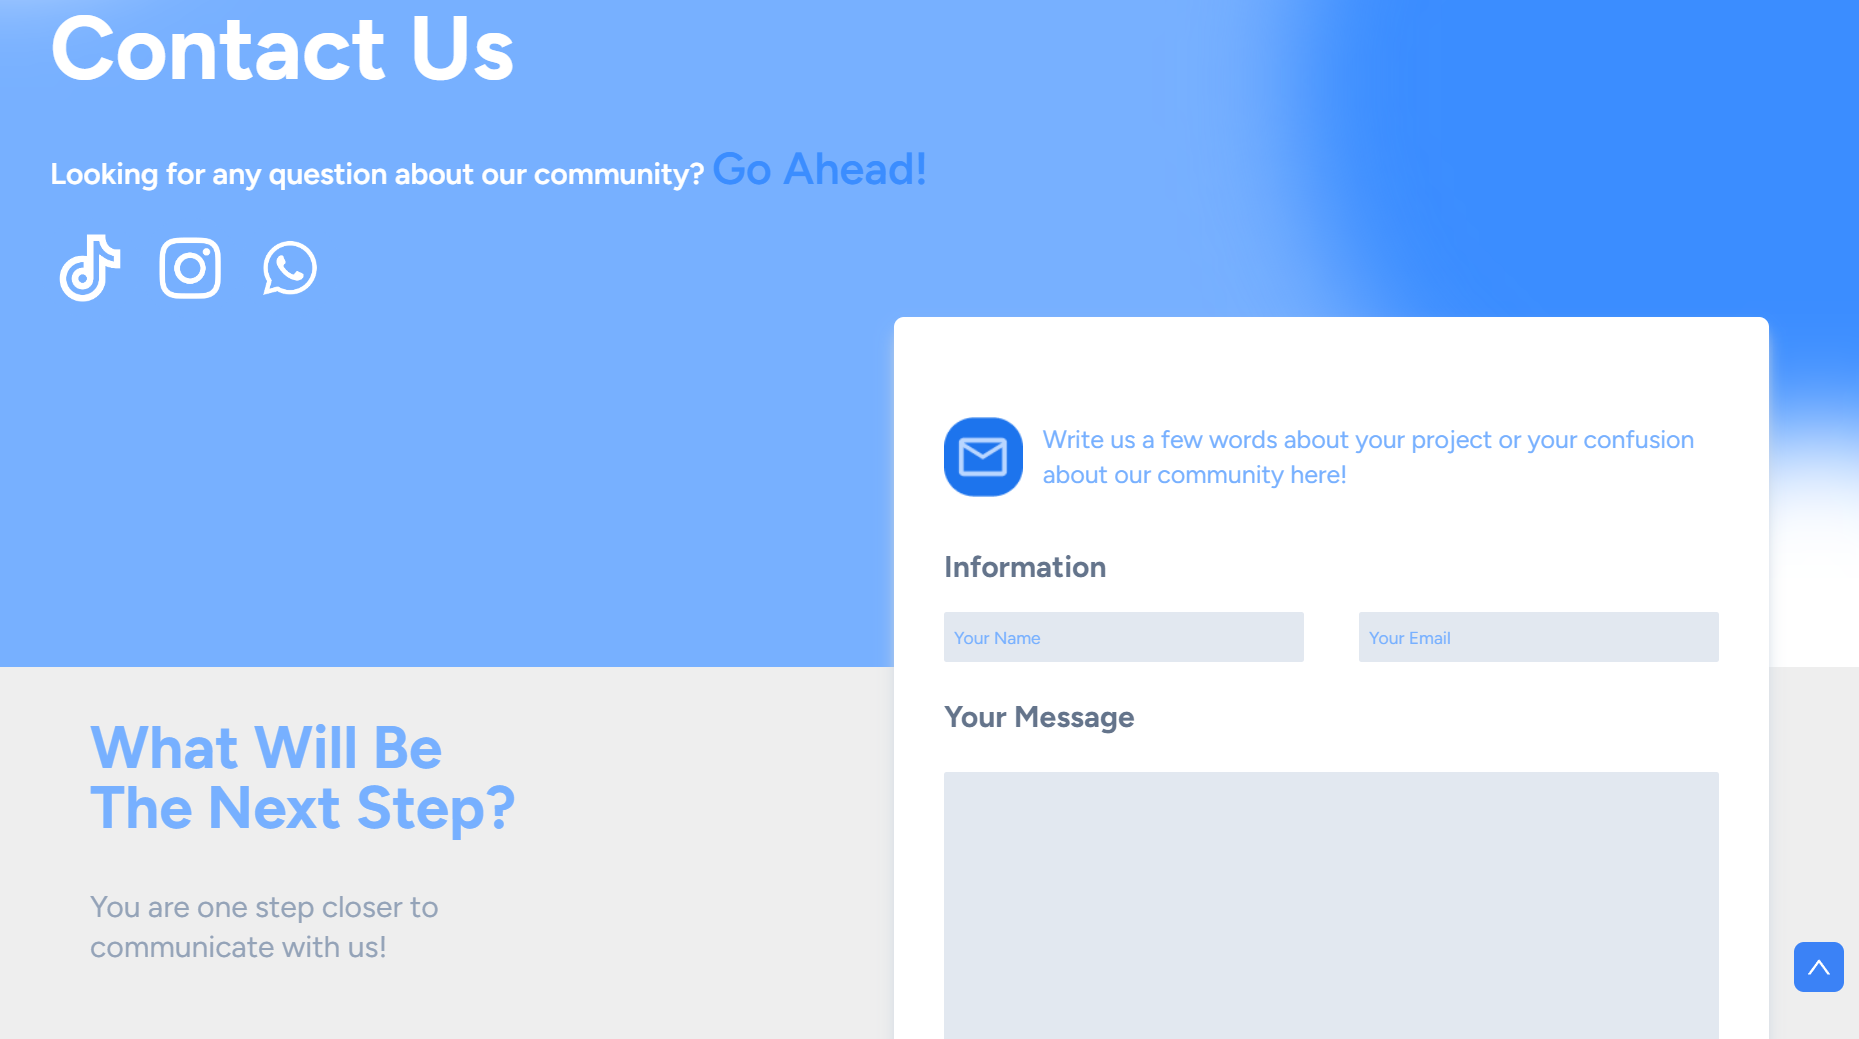 Contact Us
Looking for any question about our community? Go Ahead!
Write us a few words about your project or your confusion
about our community here!
Information
Your Name
Your Email
Your Message
What Will Be
The Next Step?
You are one step closer to
communicate with us!